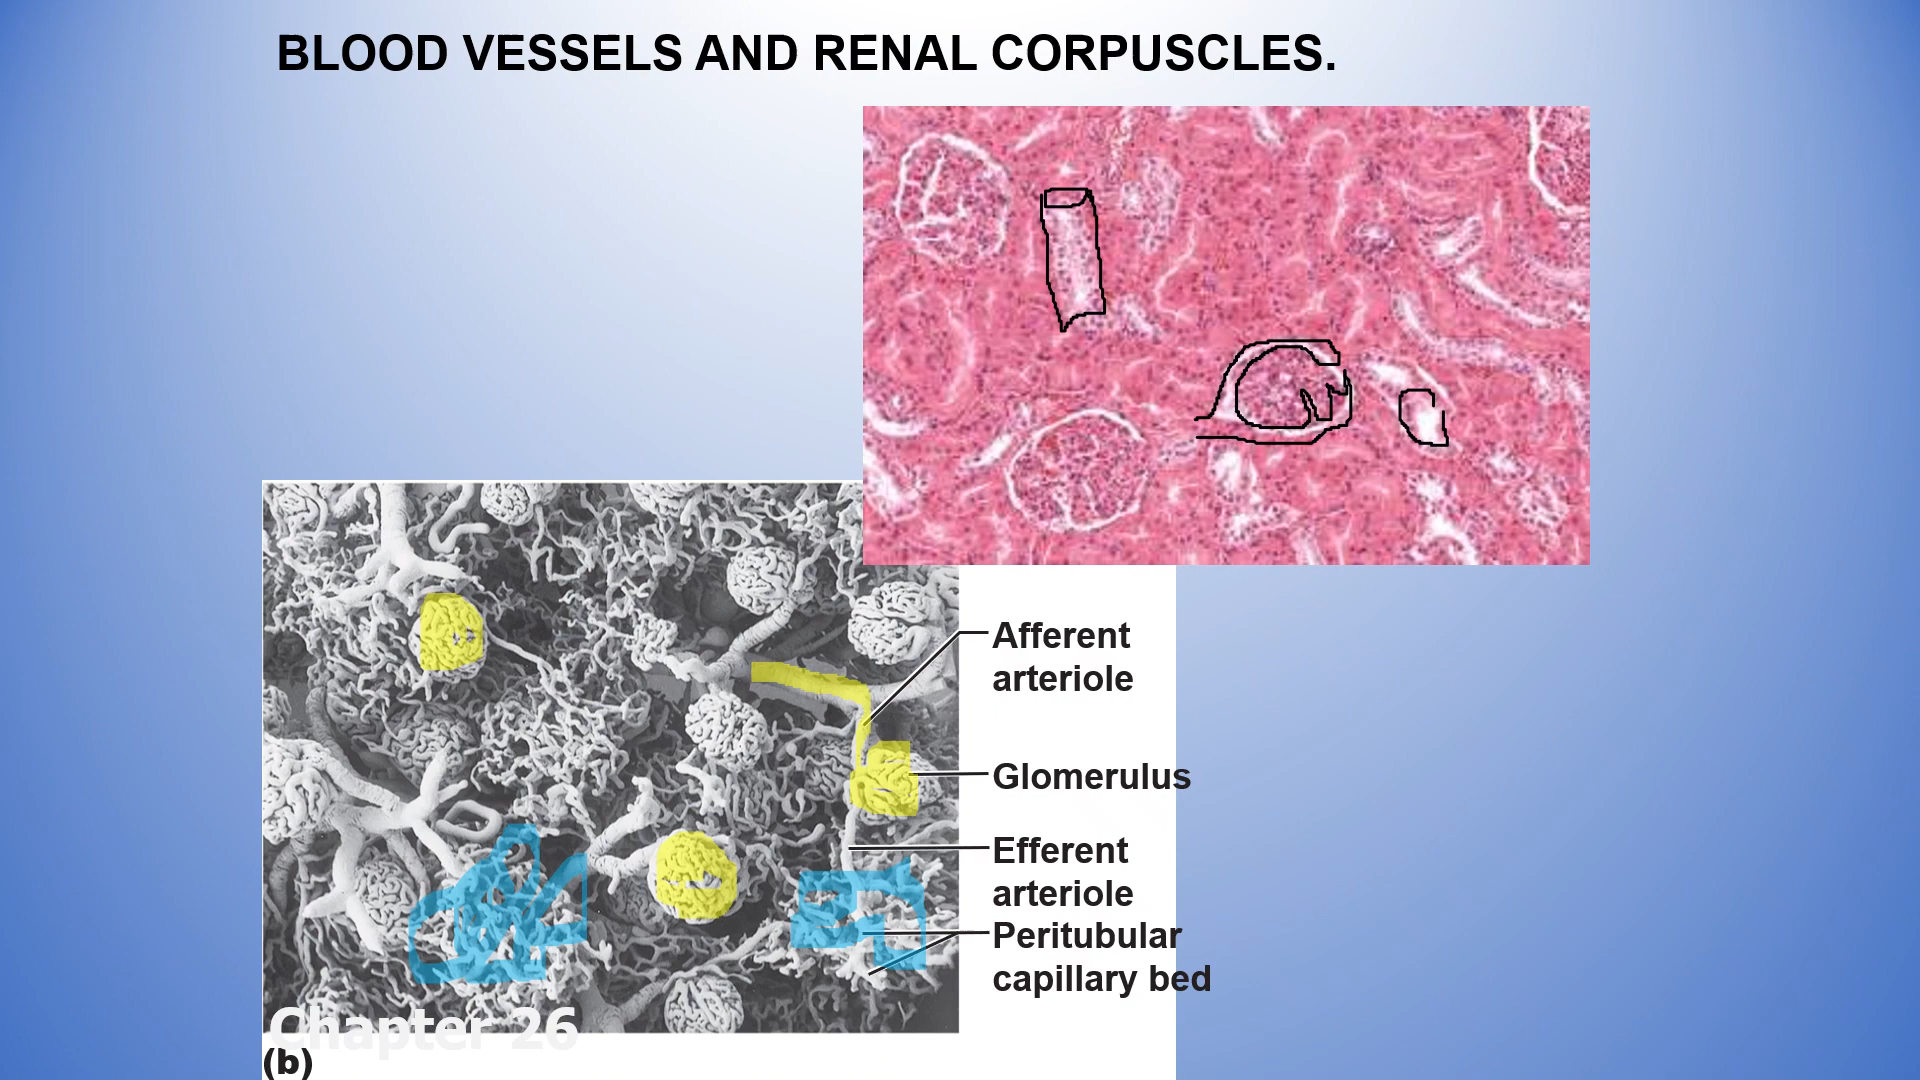 BLOOD VESSELS AND RENAL CORPUSCLES.
Afferent
arteriole
Glomerulus
Efferent
arteriole
Peritubular
capillary bed
Chapter 26
(b)